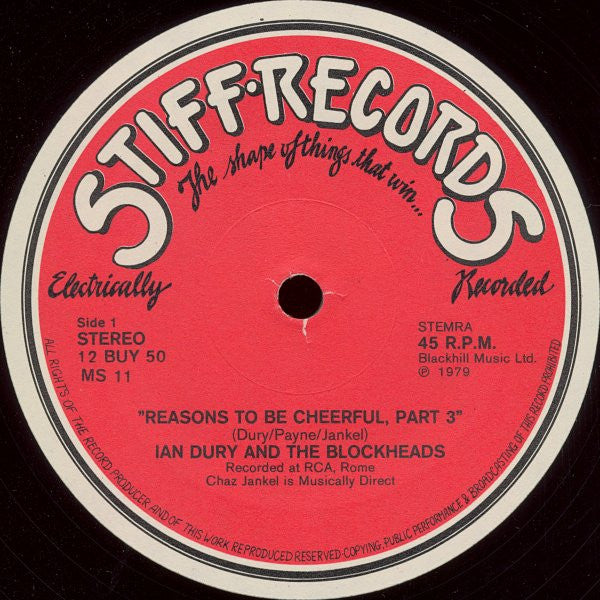 STIFF·RECORDS
The shape of things that win...
Electrically
Recorded
Side 1
STEREO
12 BUY 50
MS 11
STEMRA
45 R.P.M.
Blackhill Music Ltd.
℗ 1979
"REASONS TO BE CHEERFUL, PART 3"
(Dury/Payne/Jankel)
IAN DURY AND THE BLOCKHEADS
Recorded at RCA, Rome
Chaz Jankel is Musically Direct
ALL RIGHTS OF THE RECORD PRODUCER AND OF THIS WORK REPRODUCED RESERVED·COPYING, PUBLIC PERFORMANCE & BROADCASTING OF THIS RECORD PROHIBITED